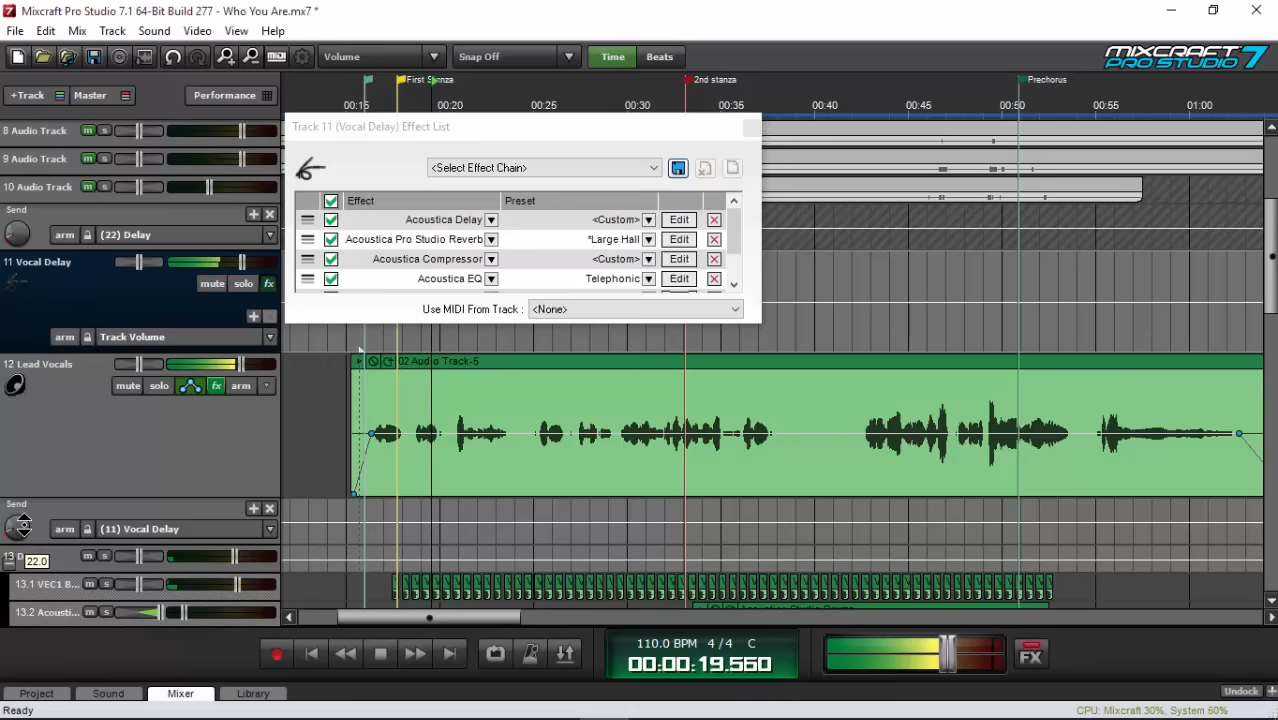 Mixcraft Pro Studio 7.1 64-Bit Build 277 - Who You Are.mx7 *
File Edit Mix Track Sound Video View Help
Volume Snap Off Time Beats MIXCRAFT PRO STUDIO 7
First Stanza 2nd stanza Prechorus
+Track Master Performance 00:15 00:20 00:25 00:30 00:35 00:40 00:45 00:50 00:55 01:00
8 Audio Track m s
Track 11 (Vocal Delay) Effect List
9 Audio Track m s
<Select Effect Chain>
10 Audio Track m s
Effect Preset
Send
Acoustica Delay <Custom> Edit
arm (22) Delay
Acoustica Pro Studio Reverb *Large Hall Edit
11 Vocal Delay
Acoustica Compressor <Custom> Edit
mute solo fx
Acoustica EQ Telephonic Edit
Use MIDI From Track : <None>
arm Track Volume
12 Lead Vocals
02 Audio Track-5
mute solo fx arm
Send
arm (11) Vocal Delay
13 D m s
22.0
13.1 VEC1 B... m s
13.2 Acousti... m s
110.0 BPM 4 / 4 C
00:00:19.560
FX
Project Sound Mixer Library Undock
Ready CPU: Mixcraft 30%, System 60%